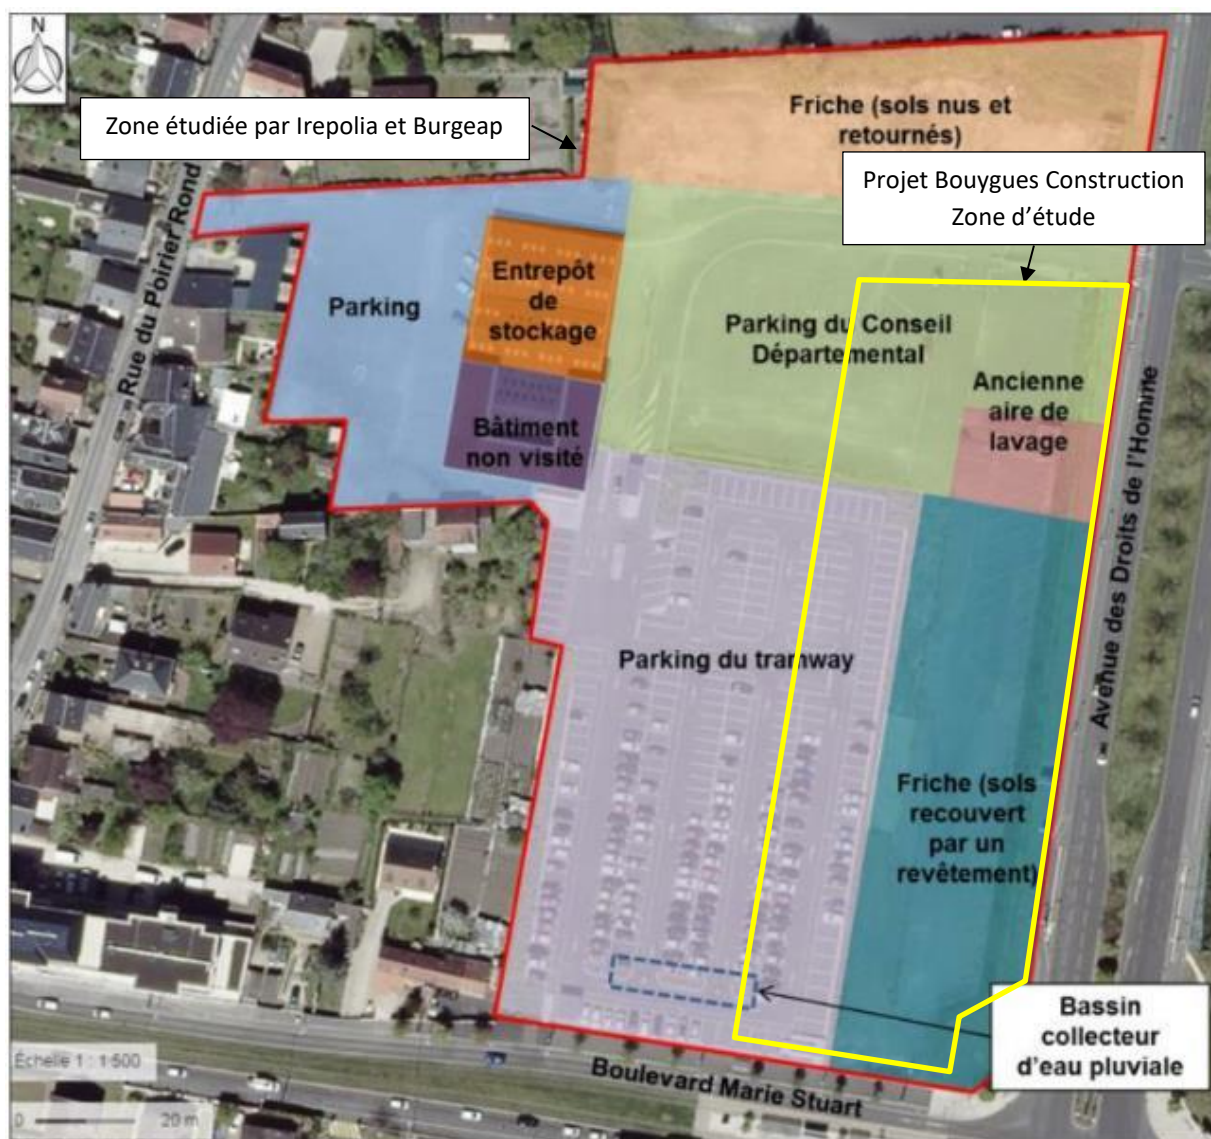 N
Zone étudiée par Irepolia et Burgeap
Friche (sols nus et
retournés)
Projet Bouygues Construction
Zone d’étude
Rue du Poirier Rond
Parking
Entrepôt
de
stockage
Parking du Conseil
Départemental
Ancienne
aire de
lavage
Bâtiment
non visité
Avenue des Droits de l’Homme
Parking du tramway
Friche (sols
recouvert
par un
revêtement)
Bassin
collecteur
d’eau pluviale
Échelle 1 : 1:500
0 20 m
Boulevard Marie Stuart